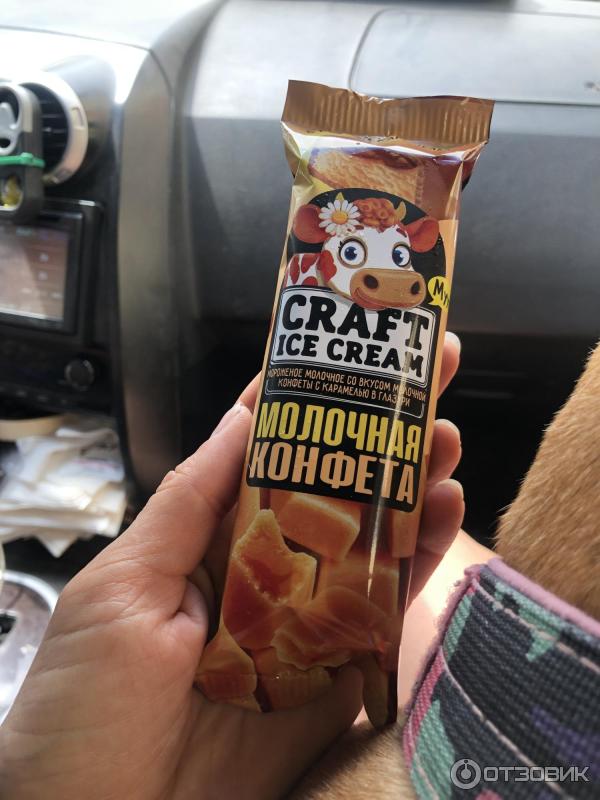 Му
CRAFT
ICE CREAM
МОРОЖЕНОЕ МОЛОЧНОЕ СО ВКУСОМ МОЛОЧНОЙ
КОНФЕТЫ С КАРАМЕЛЬЮ В ГЛАЗУРИ
МОЛОЧНАЯ
КОНФЕТА
ОТЗОВИК